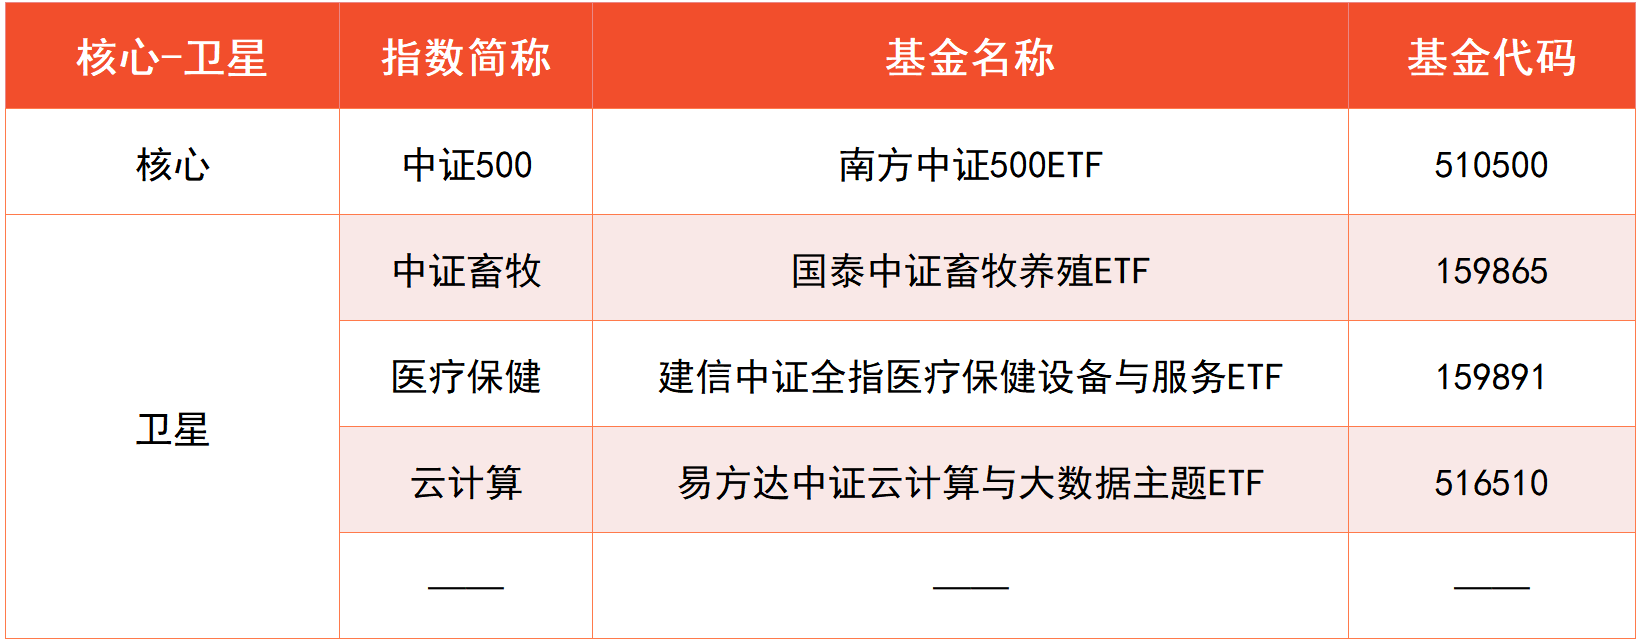 核心-卫星 指数简称 基金名称 基金代码
核心 中证500 南方中证500ETF 510500
中证畜牧 国泰中证畜牧养殖ETF 159865
医疗保健 建信中证全指医疗保健设备与服务ETF 159891
卫星
云计算 易方达中证云计算与大数据主题ETF 516510
—— —— ——